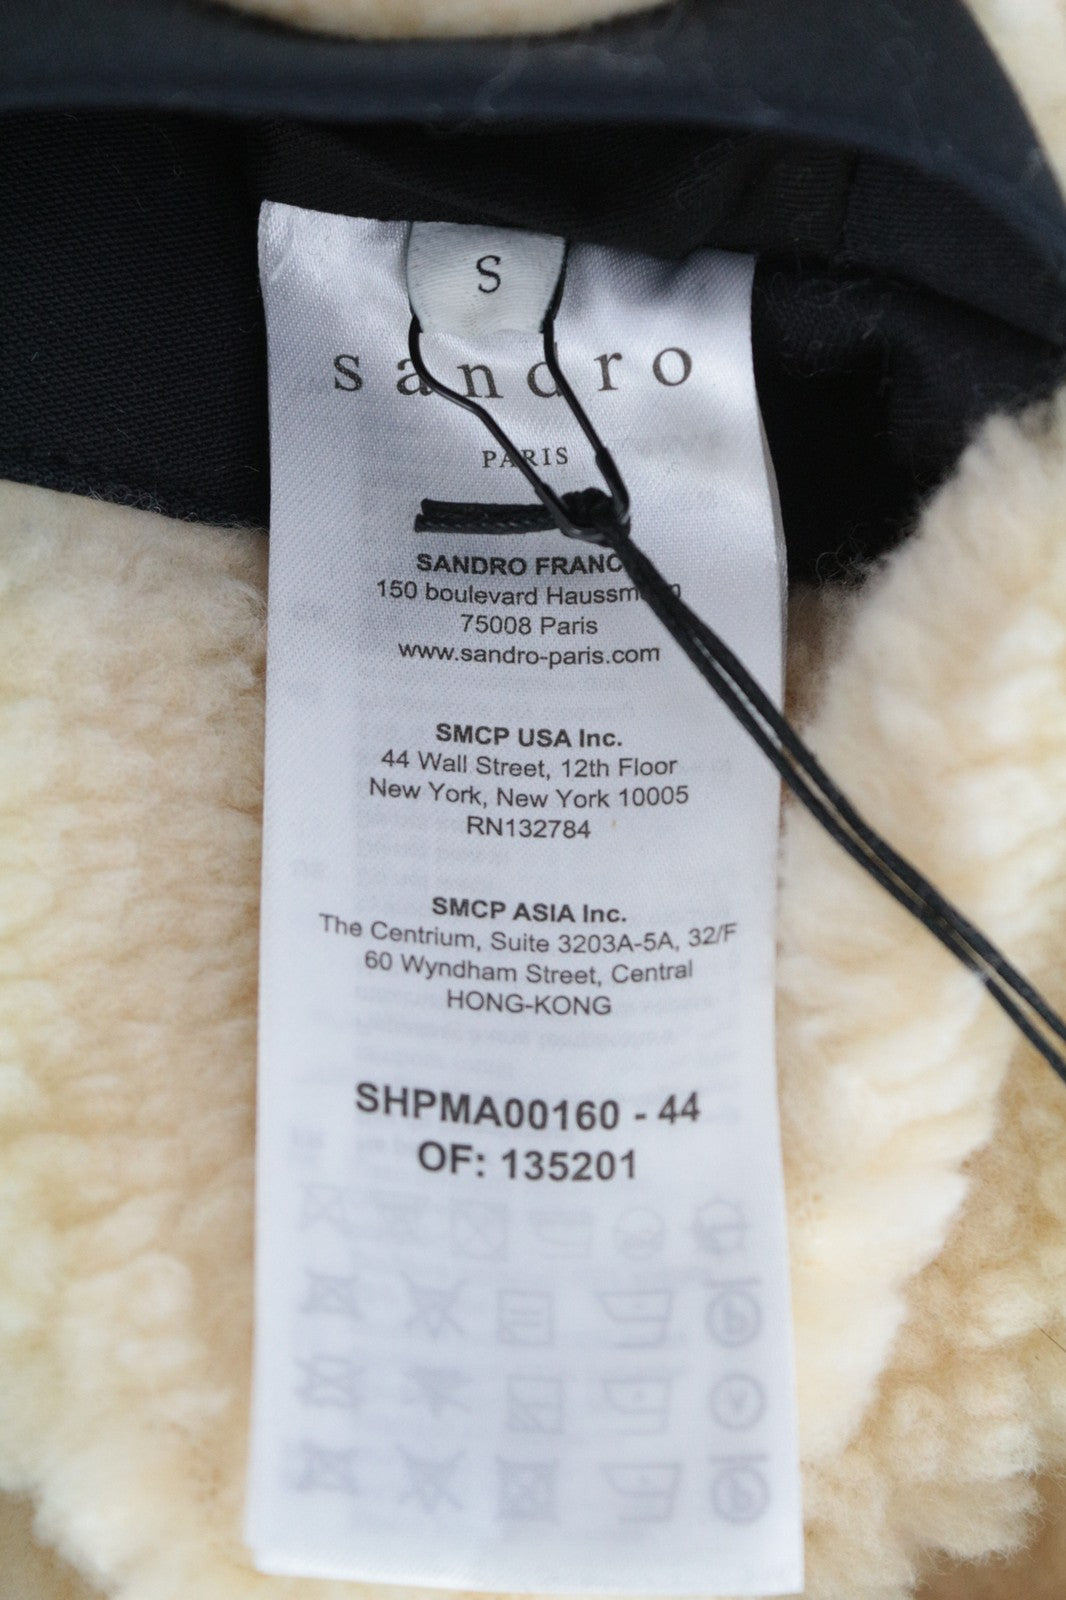 S
sandro
PARIS
SANDRO FRANC
150 boulevard Haussm
75008 Paris
www.sandro-paris.com
SMCP USA Inc.
44 Wall Street, 12th Floor
New York, New York 10005
RN132784
SMCP ASIA Inc.
The Centrium, Suite 3203A-5A, 32/F
60 Wyndham Street, Central
HONG-KONG
SHPMA00160 - 44
OF: 135201